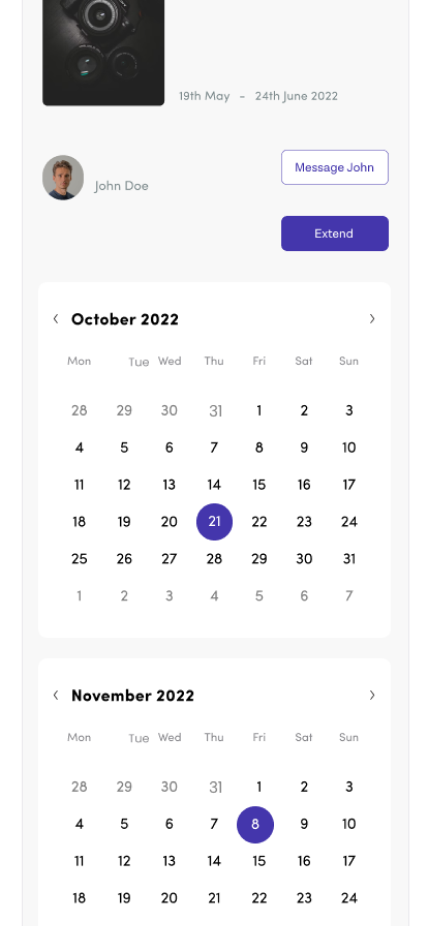 19th May - 24th June 2022
Message John
John Doe
Extend
‹ October 2022 ›
Mon Tue Wed Thu Fri Sat Sun
28 29 30 31 1 2 3
4 5 6 7 8 9 10
11 12 13 14 15 16 17
18 19 20 21 22 23 24
25 26 27 28 29 30 31
1 2 3 4 5 6 7
‹ November 2022 ›
Mon Tue Wed Thu Fri Sat Sun
28 29 30 31 1 2 3
4 5 6 7 8 9 10
11 12 13 14 15 16 17
18 19 20 21 22 23 24